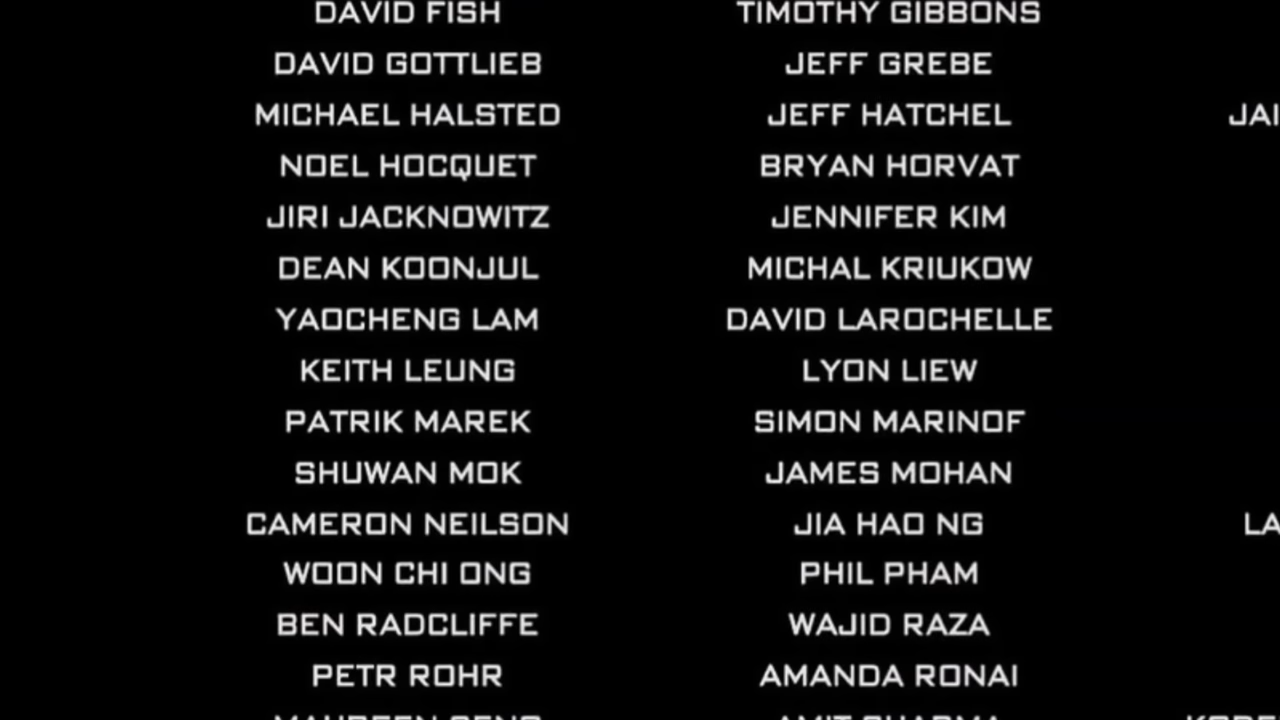 DAVID FISH TIMOTHY GIBBONS
DAVID GOTTLIEB JEFF GREBE
MICHAEL HALSTED JEFF HATCHEL JAI
NOEL HOCQUET BRYAN HORVAT
JIRI JACKNOWITZ JENNIFER KIM
DEAN KOONJUL MICHAL KRIUKOW
YAOCHENG LAM DAVID LAROCHELLE
KEITH LEUNG LYON LIEW
PATRIK MAREK SIMON MARINOF
SHUWAN MOK JAMES MOHAN
CAMERON NEILSON JIA HAO NG LA
WOON CHI ONG PHIL PHAM
BEN RADCLIFFE WAJID RAZA
PETR ROHR AMANDA RONAI